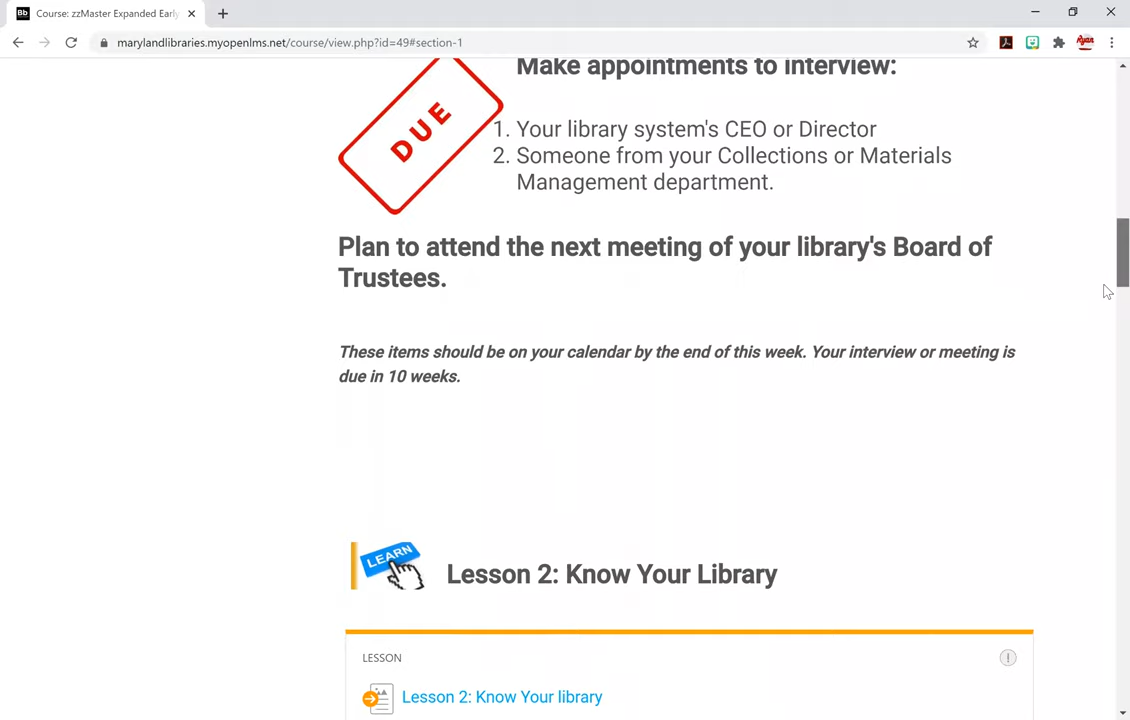 Course: zzMaster Expanded Early
marylandlibraries.myopenlms.net/course/view.php?id=49#section-1
Ryan
Make appointments to interview:
DUE
1. Your library system's CEO or Director
2. Someone from your Collections or Materials
Management department.
Plan to attend the next meeting of your library's Board of
Trustees.
These items should be on your calendar by the end of this week. Your interview or meeting is
due in 10 weeks.
LEARN
Lesson 2: Know Your Library
LESSON
Lesson 2: Know Your library